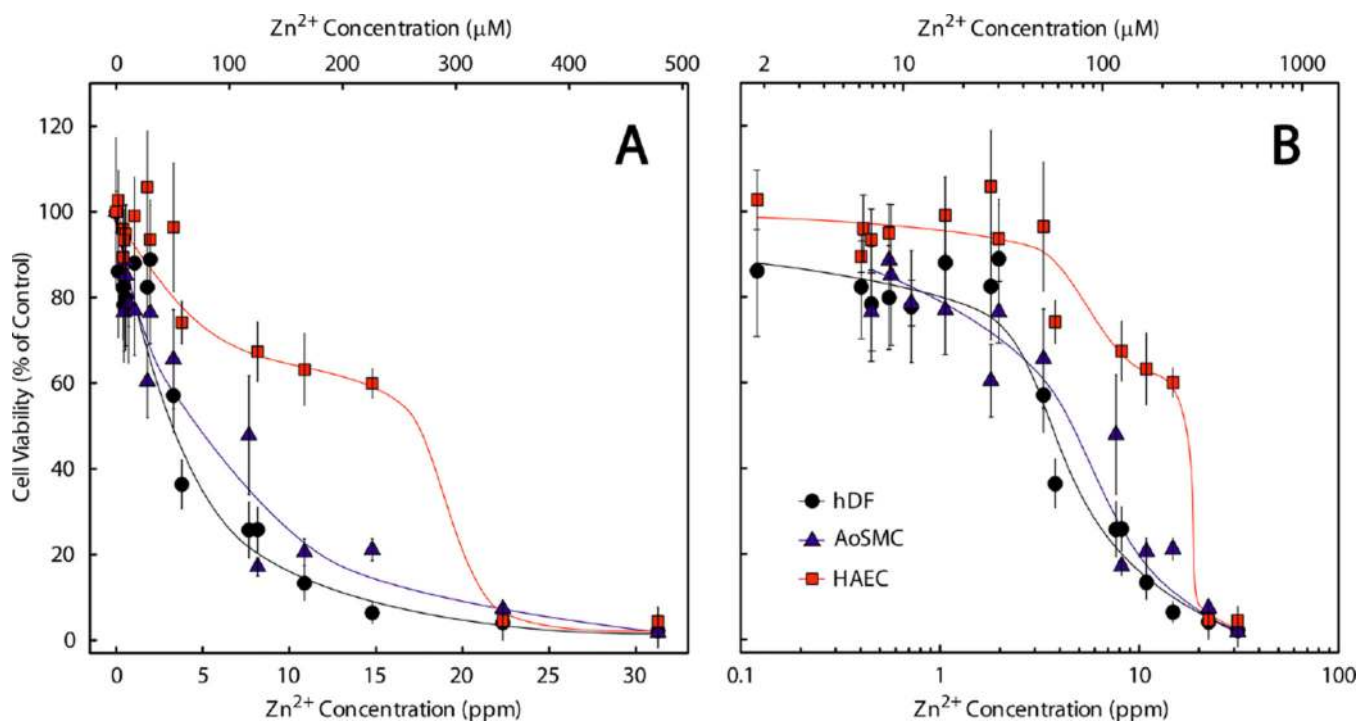 Zn2+ Concentration (μM)
0 100 200 300 400 500
A
Cell Viability (% of Control)
120
100
80
60
40
20
0
0 5 10 15 20 25 30
Zn2+ Concentration (ppm)
Zn2+ Concentration (μM)
2 10 100 1000
B
hDF
AoSMC
HAEC
0.1 1 10 100
Zn2+ Concentration (ppm)